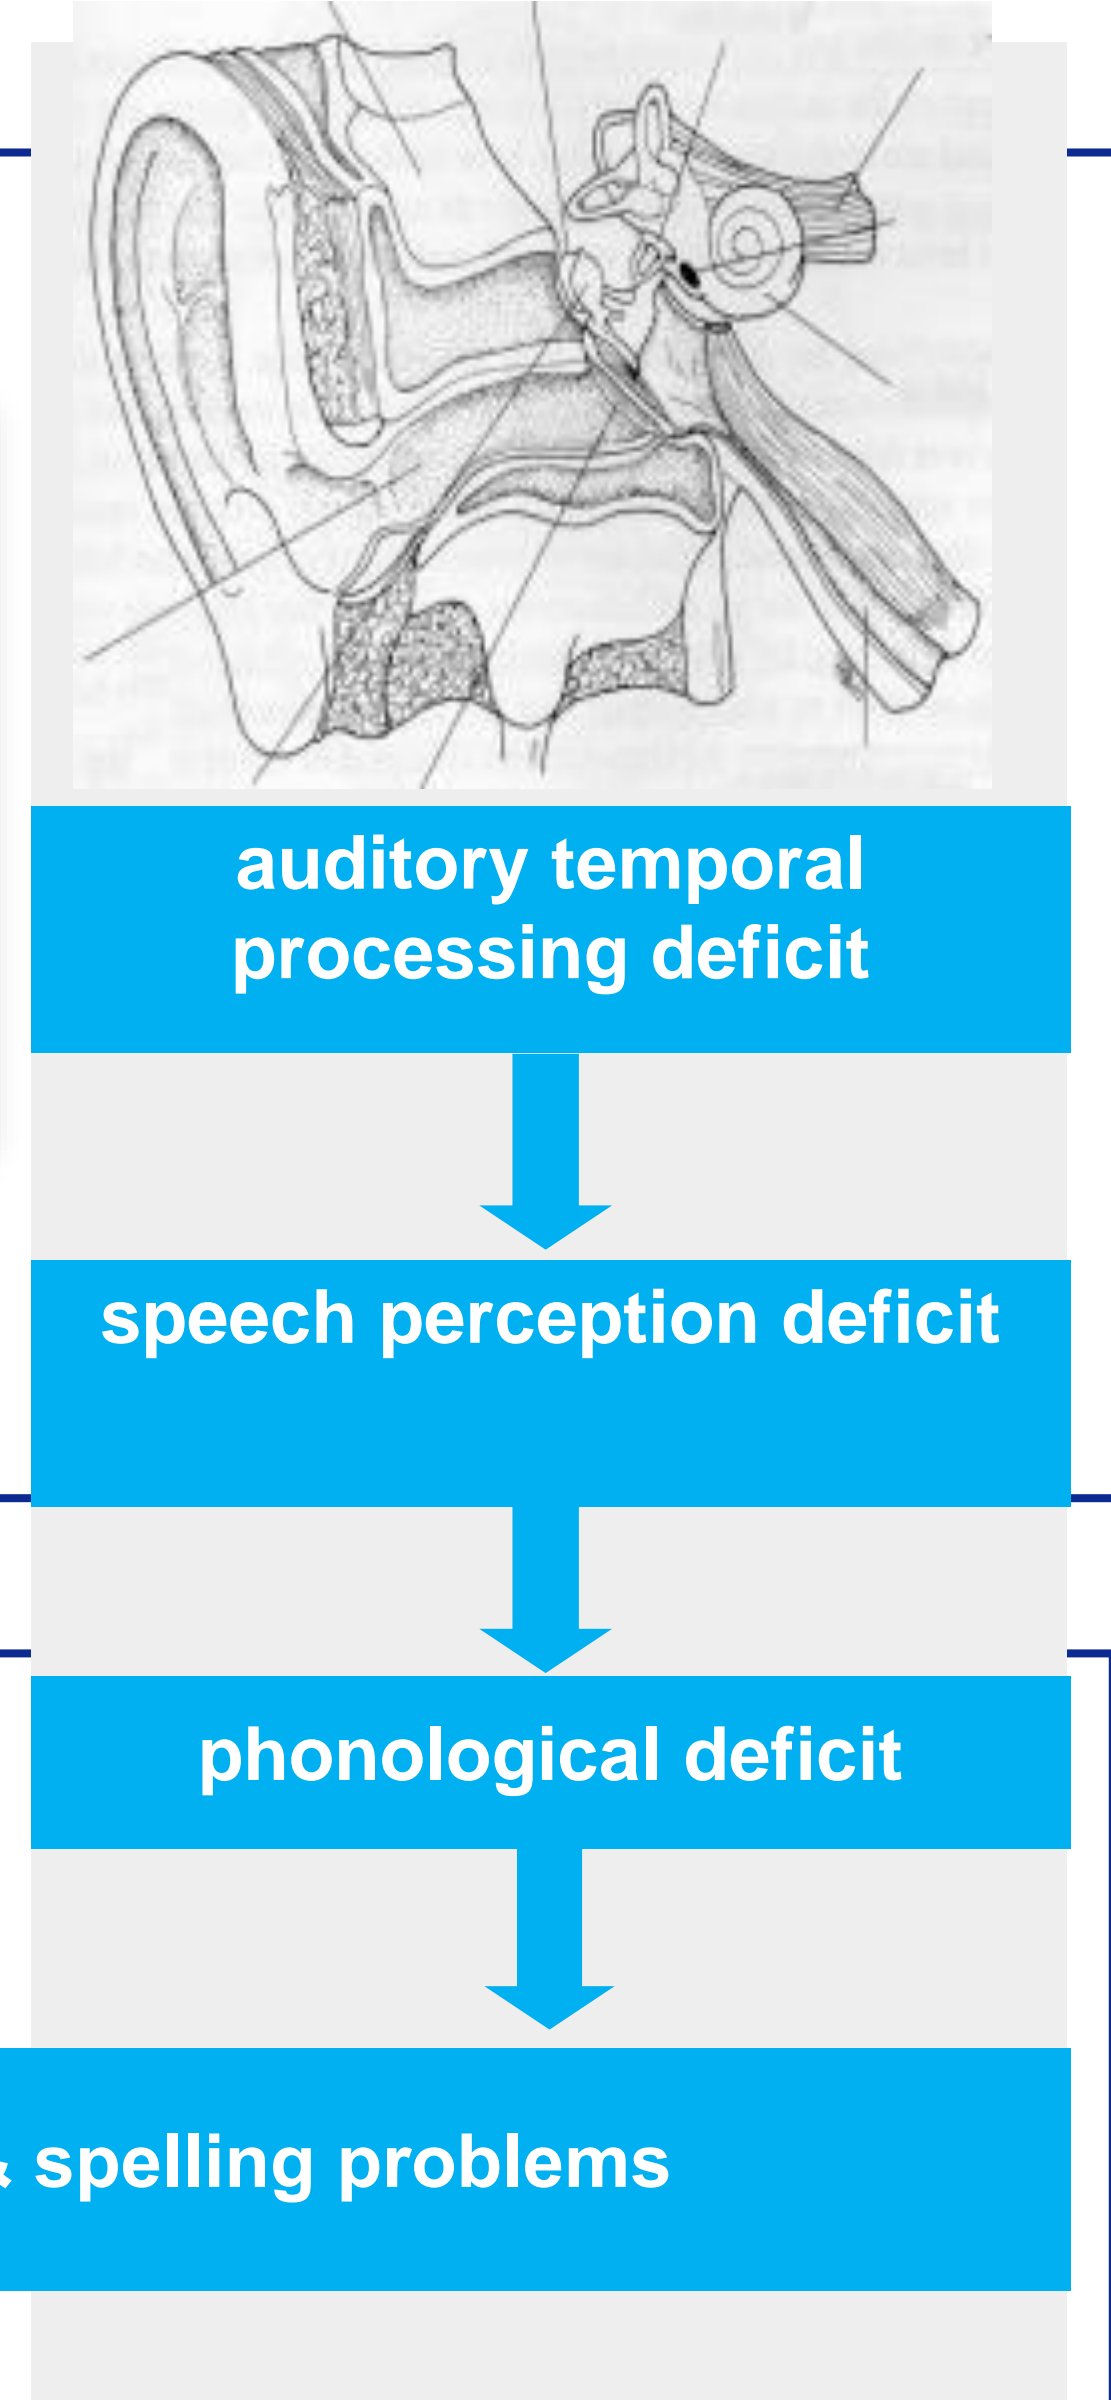 auditory temporal
processing deficit
speech perception deficit
phonological deficit
& spelling problems